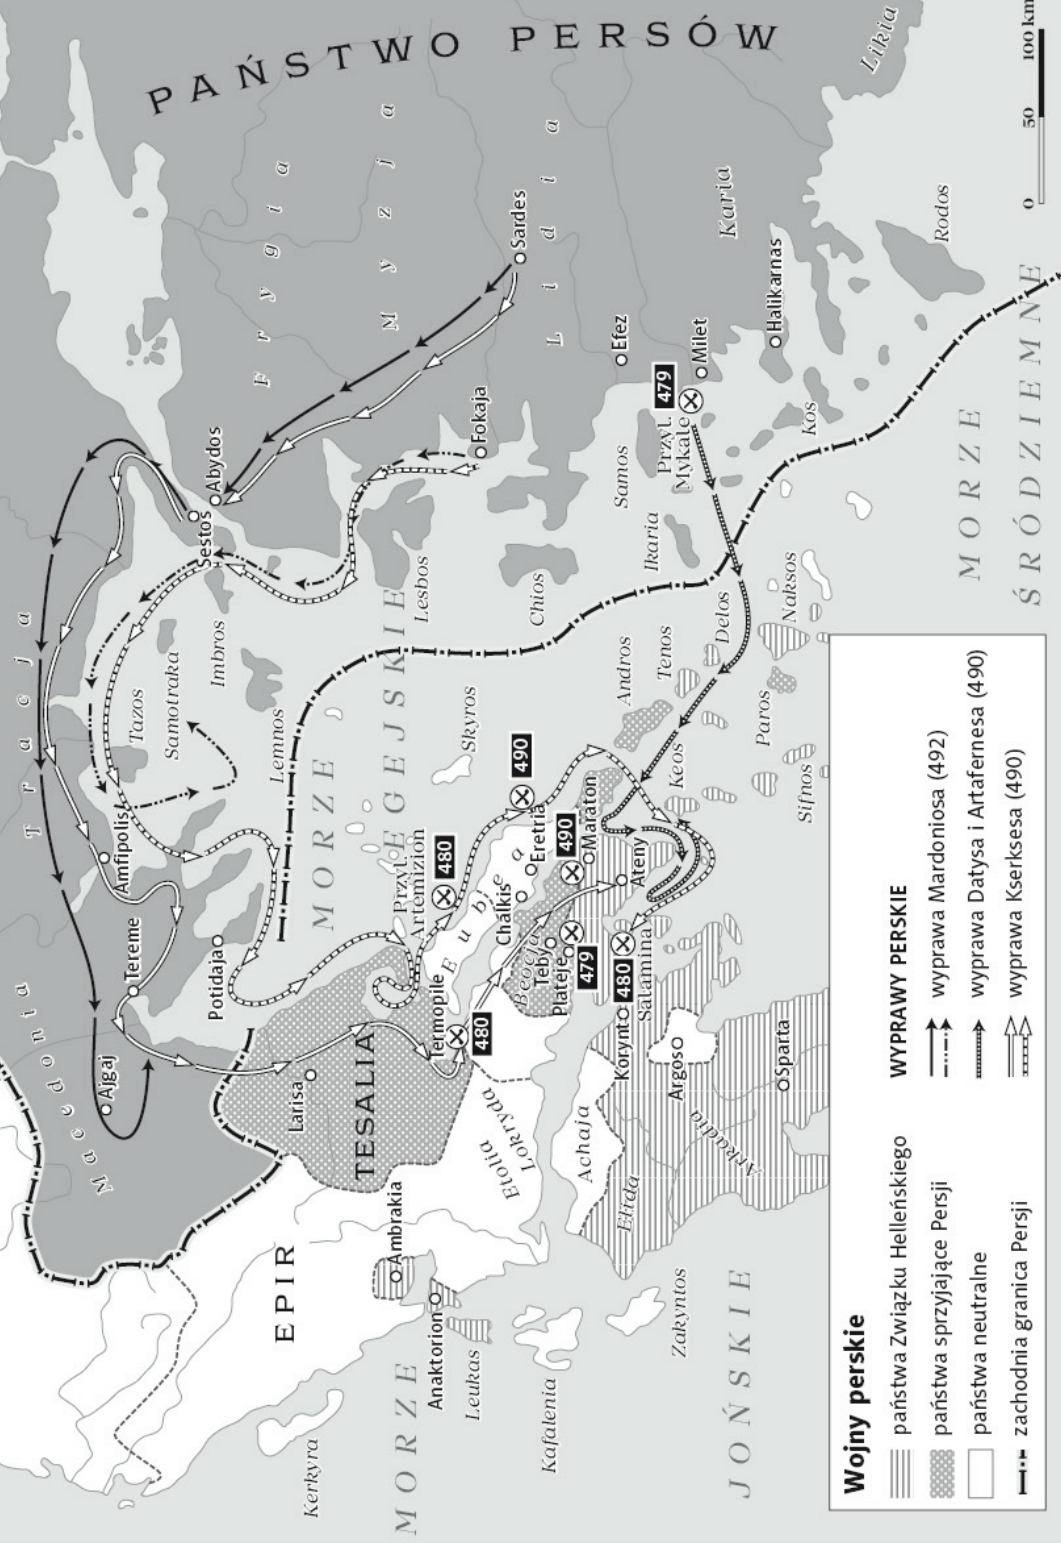 PAŃSTWO PERSÓW
Tracja
Macedonia
Frygia
Myzja
Lidia
Karia
Likia
Ajgaj
Tereme
Amfipolis
Potidaja
Tazos
Samotraka
Imbros
Lemnos
Sestos
Abydos
Sardes
Fokaja
Efez
Milet
Halikarnas
479
Przyl.
Mykale
Samos
Ikaria
Kos
Rodos
Lesbos
Chios
Skyros
MORZE
EGEJSKIE
EPIR
TESALIA
Larisa
Ambrakia
Anaktorion
Leukas
Kerkyra
Kafalenia
Zakyntos
Etolia
Lokryda
Termopile
480
Przyl.
Artemizion
480
490
Eubea
Chalkis
Eretria
490
Maraton
Beocja
Teby
Plateje
479
Ateny
480
Salamina
Korynt
Argos
Achaja
Elida
Arkadia
Sparta
Andros
Tenos
Delos
Keos
Naksos
Paros
Sifnos
MORZE
JOŃSKIE
MORZE
ŚRÓDZIEMNE
0 50 100 km
Wojny perskie
państwa Związku Helleńskiego
państwa sprzyjające Persji
państwa neutralne
zachodnia granica Persji
WYPRAWY PERSKIE
wyprawa Mardoniosa (492)
wyprawa Datysa i Artafernesa (490)
wyprawa Kserksesa (490)